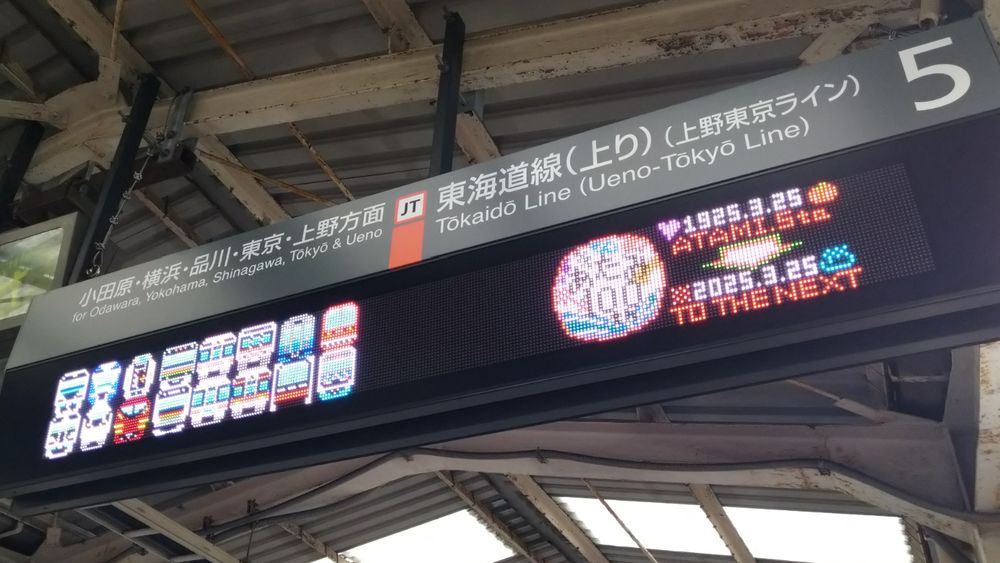 小田原・横浜・品川・東京・上野方面
for Odawara, Yokohama, Shinagawa, Tōkyō & Ueno
JT
東海道線(上り)(上野東京ライン)
Tōkaidō Line (Ueno-Tōkyō Line)
5
1925.3.25
ATAMI Sta
2025.3.25
TO THE NEXT